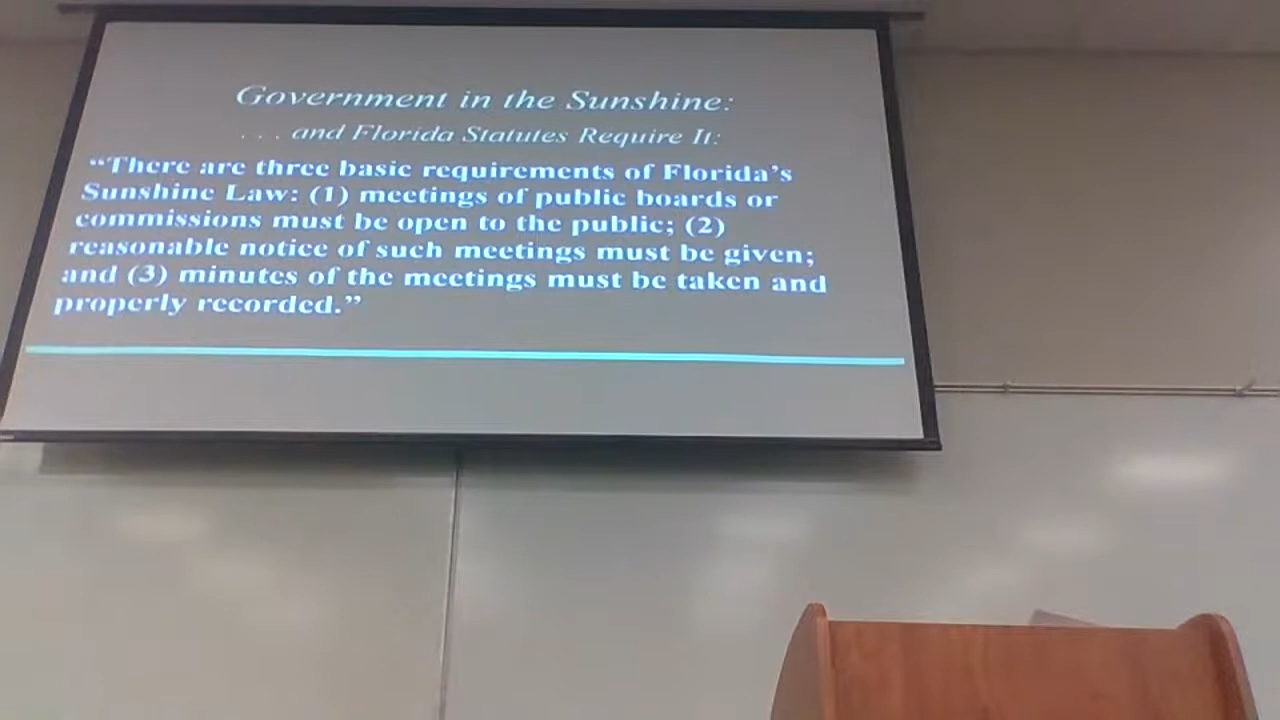 Government in the Sunshine:
. . . and Florida Statutes Require It:
“There are three basic requirements of Florida’s
Sunshine Law: (1) meetings of public boards or
commissions must be open to the public; (2)
reasonable notice of such meetings must be given;
and (3) minutes of the meetings must be taken and
properly recorded.”